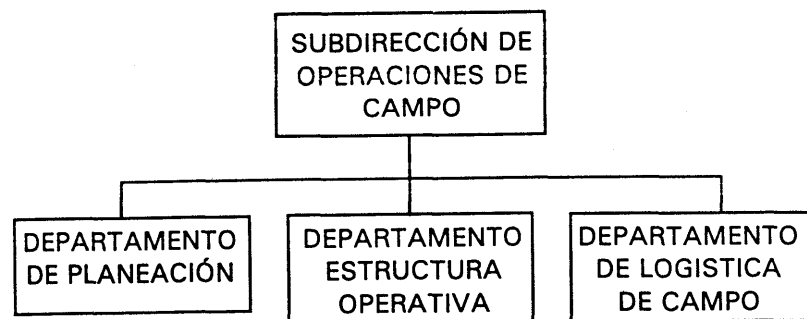 SUBDIRECCIÓN DE
OPERACIONES DE
CAMPO
DEPARTAMENTO
DE PLANEACIÓN
DEPARTAMENTO
ESTRUCTURA
OPERATIVA
DEPARTAMENTO
DE LOGISTICA
DE CAMPO